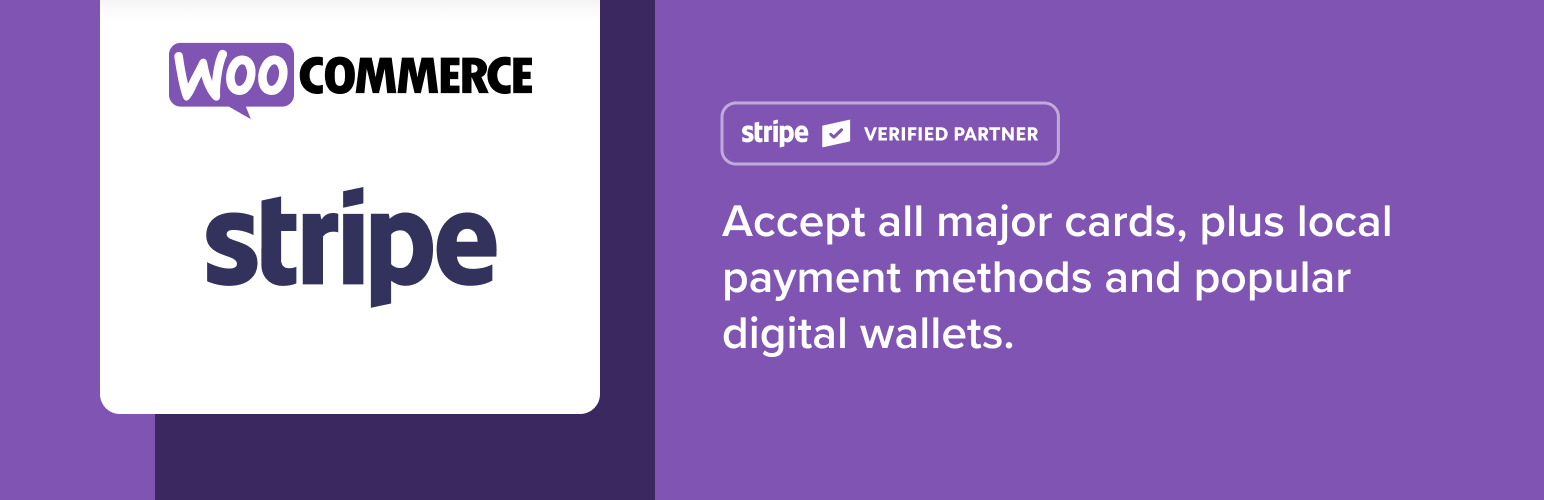 WOO COMMERCE
stripe
stripe VERIFIED PARTNER
Accept all major cards, plus local
payment methods and popular
digital wallets.